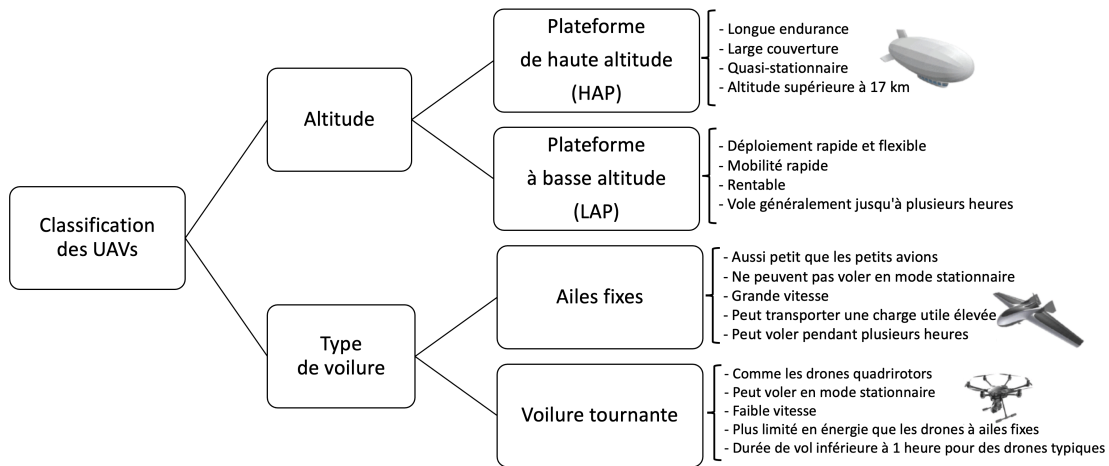 Classification
des UAVs
Altitude
Plateforme
de haute altitude
(HAP)
- Longue endurance
- Large couverture
- Quasi-stationnaire
- Altitude supérieure à 17 km
Plateforme
à basse altitude
(LAP)
- Déploiement rapide et flexible
- Mobilité rapide
- Rentable
- Vole généralement jusqu'à plusieurs heures
Type
de voilure
Ailes fixes
- Aussi petit que les petits avions
- Ne peuvent pas voler en mode stationnaire
- Grande vitesse
- Peut transporter une charge utile élevée
- Peut voler pendant plusieurs heures
Voilure tournante
- Comme les drones quadrirotors
- Peut voler en mode stationnaire
- Faible vitesse
- Plus limité en énergie que les drones à ailes fixes
- Durée de vol inférieure à 1 heure pour des drones typiques